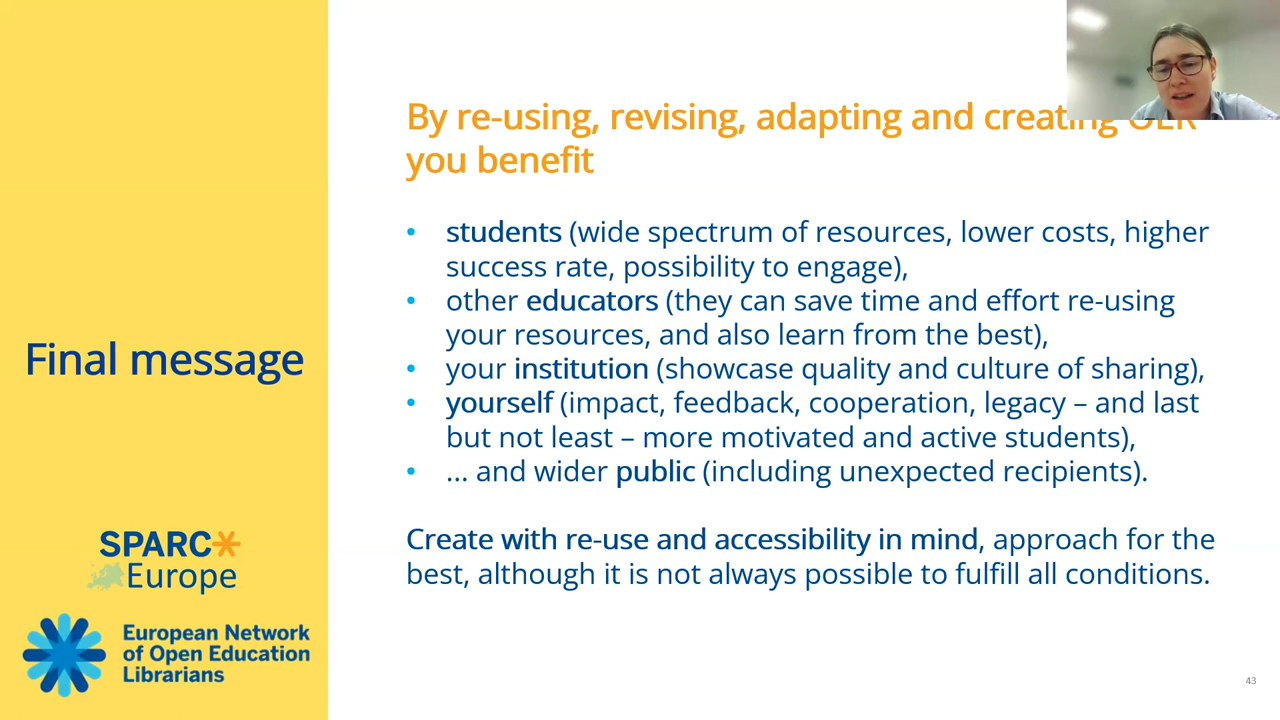 By re-using, revising, adapting and creating OER
you benefit
• students (wide spectrum of resources, lower costs, higher
success rate, possibility to engage),
• other educators (they can save time and effort re-using
your resources, and also learn from the best),
• your institution (showcase quality and culture of sharing),
• yourself (impact, feedback, cooperation, legacy – and last
but not least – more motivated and active students),
• ... and wider public (including unexpected recipients).
Create with re-use and accessibility in mind, approach for the
best, although it is not always possible to fulfill all conditions.
Final message
SPARC
Europe
European Network
of Open Education
Librarians
43